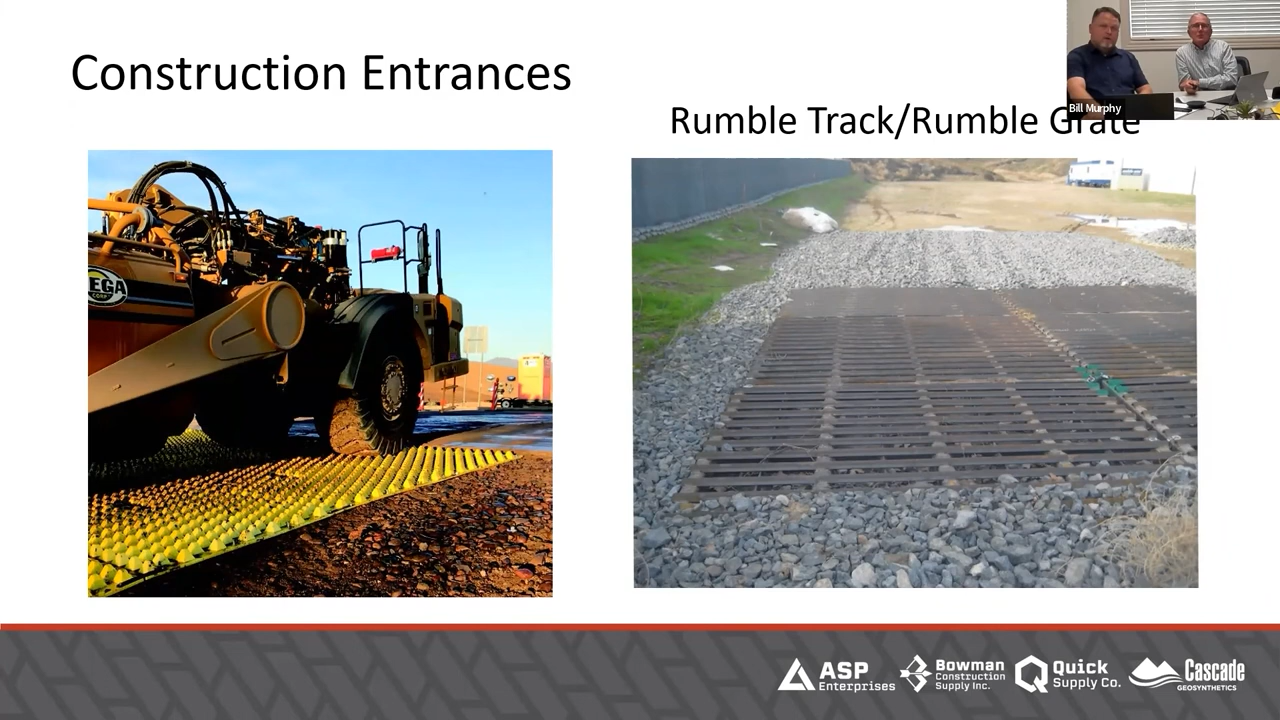 Construction Entrances
Bill Murphy
Rumble Track/Rumble Grate
EGA
CORP
ASP
Enterprises
Bowman
Construction
Supply Inc.
Quick
Supply Co.
Cascade
GEOSYNTHETICS